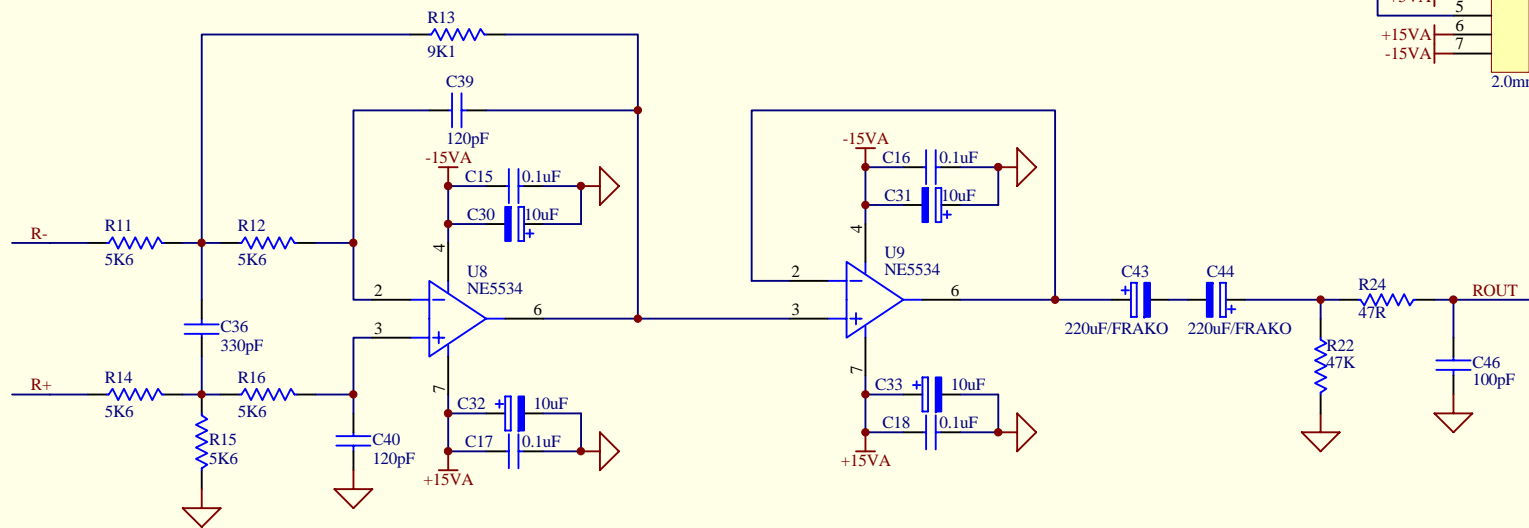 R13
9K1
+5VA
5
+15VA
6
-15VA
7
2.0mm
C39
120pF
-15VA
C15
0.1uF
C30
10uF
+
4
-15VA
C16
0.1uF
C31
10uF
+
4
R-
R11
5K6
R12
5K6
U8
NE5534
2
3
6
7
U9
NE5534
2
3
6
7
C43
+
220uF/FRAKO
C44
+
220uF/FRAKO
R24
47R
ROUT
C36
330pF
R22
47K
C46
100pF
R+
R14
5K6
R16
5K6
R15
5K6
C40
120pF
C32
+
10uF
C17
0.1uF
+15VA
C33
+
10uF
C18
0.1uF
+15VA